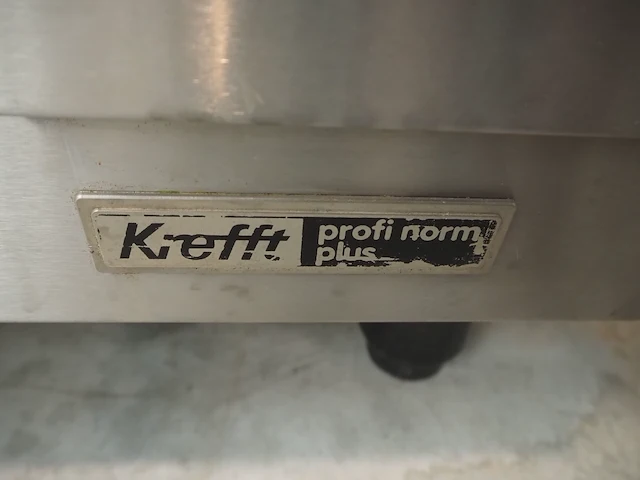 Krefft
profi norm
plus